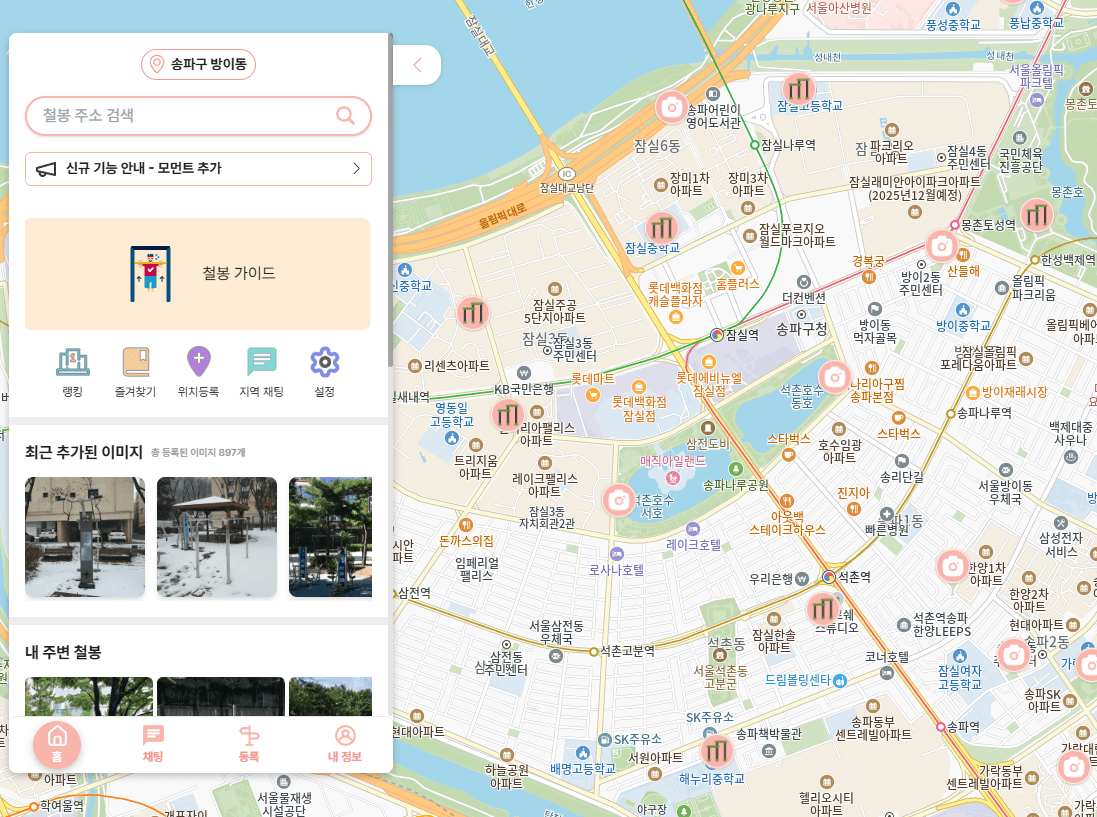 송파구 방이동
철봉 주소 검색
신규 기능 안내 - 모먼트 추가
철봉 가이드
랭킹
즐겨찾기
위치등록
지역 채팅
설정
최근 추가된 이미지
총 등록된 이미지 897개
내 주변 철봉
홈
채팅
등록
내 정보
잠실대교
광나루지구
서울아산병원
풍성중학교
풍납중학교
성내천
성내천
서울올림픽
파크텔
몽촌토
송파어린이
영어도서관
잠실고등학교
잠실6동
잠실나루역
파크리오
아파트
잠실4동
주민센터
국민체육
진흥공단
IC
잠실대교남단
장미1차
아파트
장미3차
아파트
잠실래미안아이파크아파트
(2025년12월예정)
몽촌호
올림픽대로
잠실중학교
잠실푸르지오
월드마크아파트
몽촌토성역
한성백제역
신중학교
롯데백화점
캐슬플라자
홈플러스
경복궁
산들해
방이2동
주민센터
올림픽
파크리움
더컨벤션
잠실주공
5단지아파트
잠실3동
주민센터
잠실역
송파구청
방이동
먹자골목
방이중학교
올림픽베어
아파트
잠실올림픽
포레다움아파트
리센츠아파트
KB국민은행
롯데마트
롯데백화점
잠실점
롯데에비뉴엘
잠실점
석촌호수
동호
나리아구찜
송파본점
방이재래시장
잠실새내역
영동일
고등학교
아파트
삼전도비
스타벅스
호수임광
아파트
스타벅스
송파나루역
백제대중
사우나
트리지움
아파트
레이크팰리스
아파트
매직아일랜드
송파나루공원
송리단길
서울방이동
우체국
석촌호수
서호
진지아
잠실3동
자치회관2관
돈까스의집
아웃백
스테이크하우스
빠른병원
삼성전자
서비스
레이크호텔
임페리얼
팰리스
로사나호텔
우리은행
석촌역
한양1차
아파트
삼전역
한양2차
아파트
스튜디오
현대아파트
서울삼전동
우체국
삼전동
주민센터
석촌고분역
석촌동
잠실한솔
아파트
석촌역송파
한양LEEPS
송파2동
서울석촌동
고분군
드림볼링센타
코너호텔
잠실여자
고등학교
송파SK
아파트
현대아파트
SK주유소
SK주유소
송파책박물관
송파동부
센트레빌아파트
송파역
하늘공원
아파트
배명고등학교
서원아파트
해누리중학교
가락동부
센트레빌아파트
아파트
서울물재생
시설공단
학여울역
야구장
헬리오시티
아파트